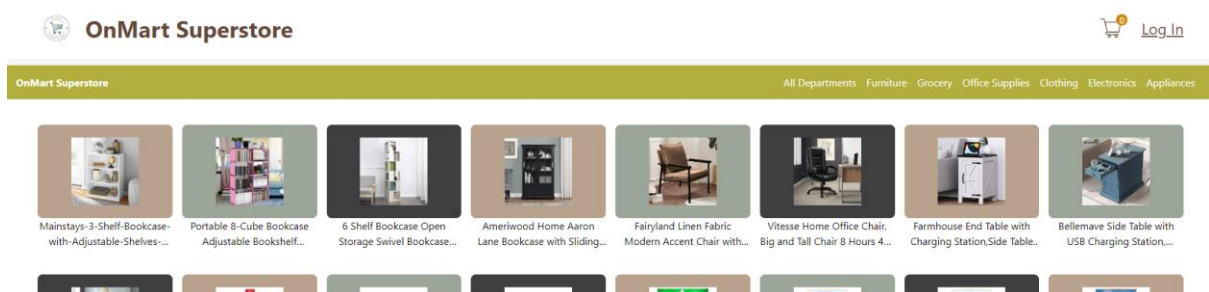 OnMart Superstore
0
Log In
OnMart Superstore
All Departments Furniture Grocery Office Supplies Clothing Electronics Appliances
Mainstays-3-Shelf-Bookcase-
with-Adjustable-Shelves-...
Portable 8-Cube Bookcase
Adjustable Bookshelf...
6 Shelf Bookcase Open
Storage Swivel Bookcase...
Ameriwood Home Aaron
Lane Bookcase with Sliding...
Fairyland Linen Fabric
Modern Accent Chair with...
Vitesse Home Office Chair,
Big and Tall Chair 8 Hours 4...
Farmhouse End Table with
Charging Station,Side Table..
Bellemave Side Table with
USB Charging Station,...